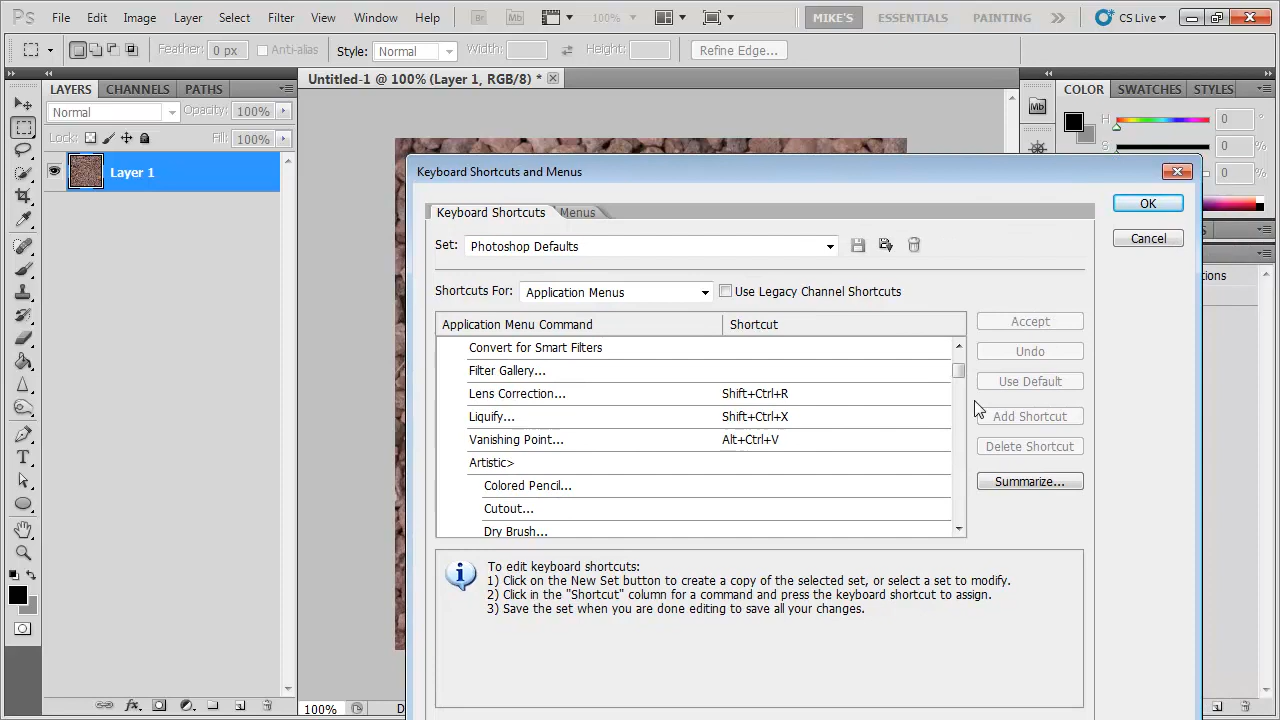 Ps File Edit Image Layer Select Filter View Window Help Br Mb 100% MIKE'S ESSENTIALS PAINTING CS Live
Feather: 0 px Anti-alias Style: Normal Width: Height: Refine Edge...
LAYERS CHANNELS PATHS
Untitled-1 @ 100% (Layer 1, RGB/8) *
COLOR SWATCHES STYLES
Normal Opacity: 100%
Mb
H 0 °
Lock: Fill: 100%
S 0 %
Layer 1
0 %
Keyboard Shortcuts and Menus
Keyboard Shortcuts Menus
OK
Set: Photoshop Defaults
Cancel
Shortcuts For: Application Menus Use Legacy Channel Shortcuts
Application Menu Command Shortcut
Accept
Convert for Smart Filters
Undo
Filter Gallery...
Use Default
Lens Correction... Shift+Ctrl+R
Liquify... Shift+Ctrl+X
Add Shortcut
Vanishing Point... Alt+Ctrl+V
Delete Shortcut
Artistic>
Summarize...
Colored Pencil...
Cutout...
Dry Brush...
To edit keyboard shortcuts:
1) Click on the New Set button to create a copy of the selected set, or select a set to modify.
2) Click in the "Shortcut" column for a command and press the keyboard shortcut to assign.
3) Save the set when you are done editing to save all your changes.
T
fx
100%